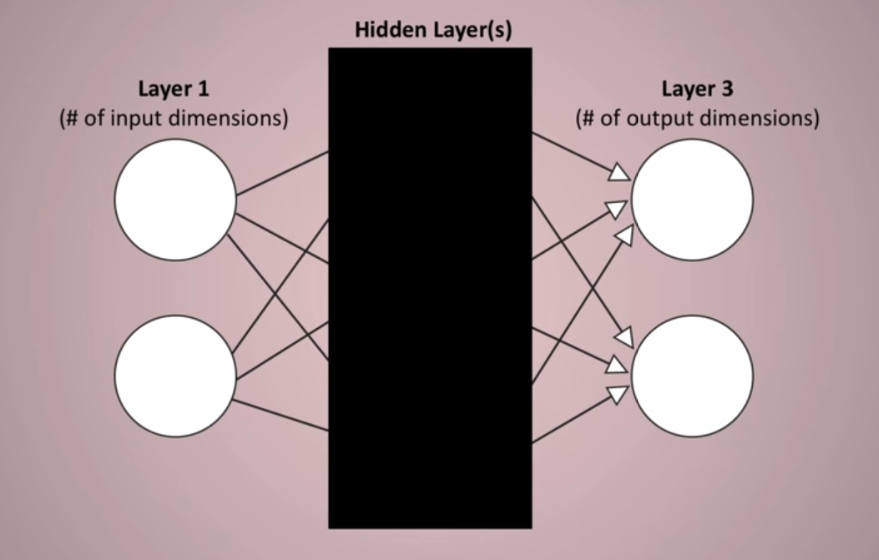 Hidden Layer(s)
Layer 1
(# of input dimensions)
Layer 3
(# of output dimensions)